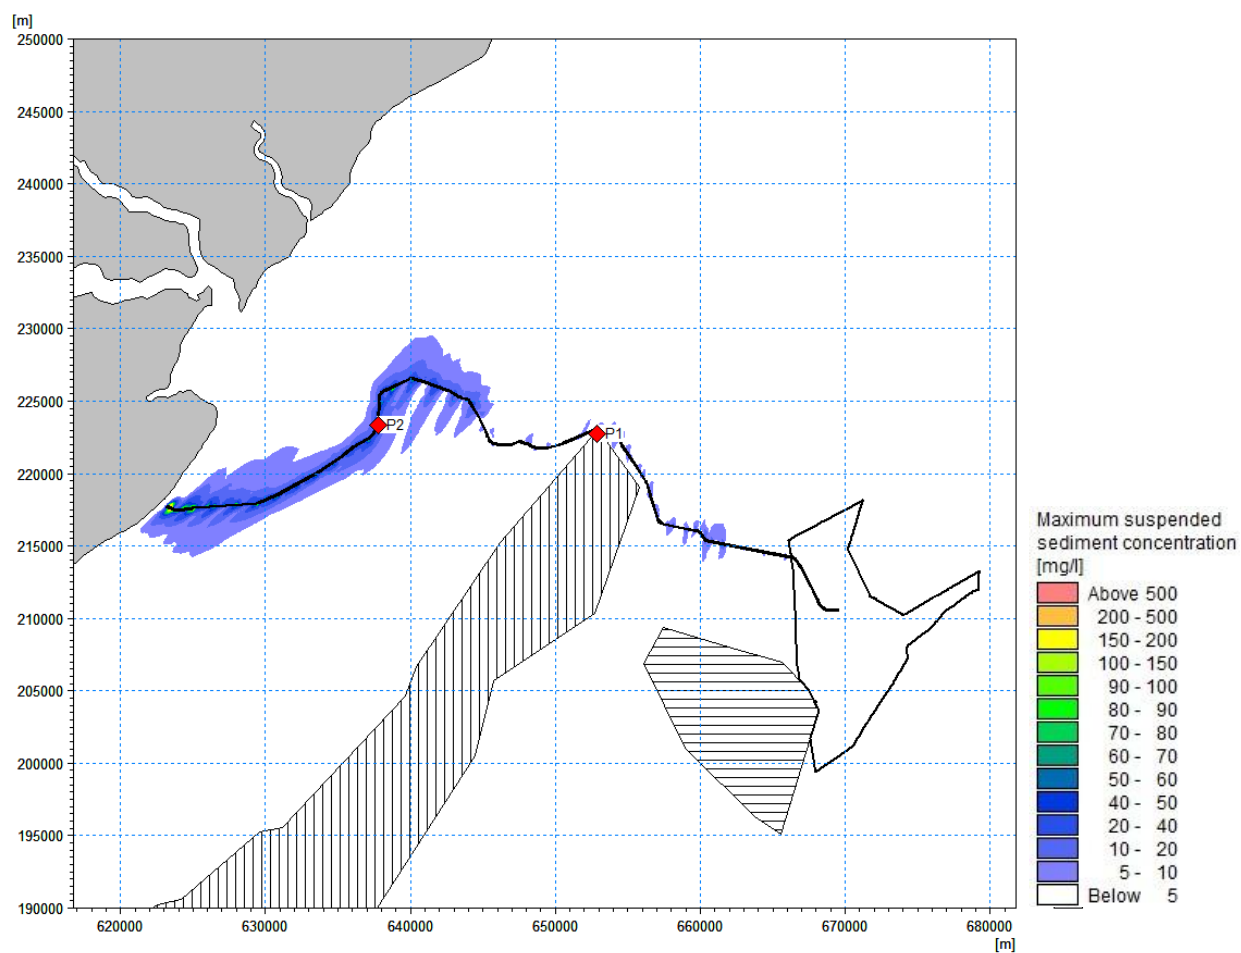 [m]
250000
245000
240000
235000
230000
225000
220000
215000
210000
205000
200000
195000
190000
620000
630000
640000
650000
660000
670000
680000
[m]
P2
P1
Maximum suspended
sediment concentration
[mg/l]
Above 500
200 - 500
150 - 200
100 - 150
90 - 100
80 - 90
70 - 80
60 - 70
50 - 60
40 - 50
20 - 40
10 - 20
5 - 10
Below 5